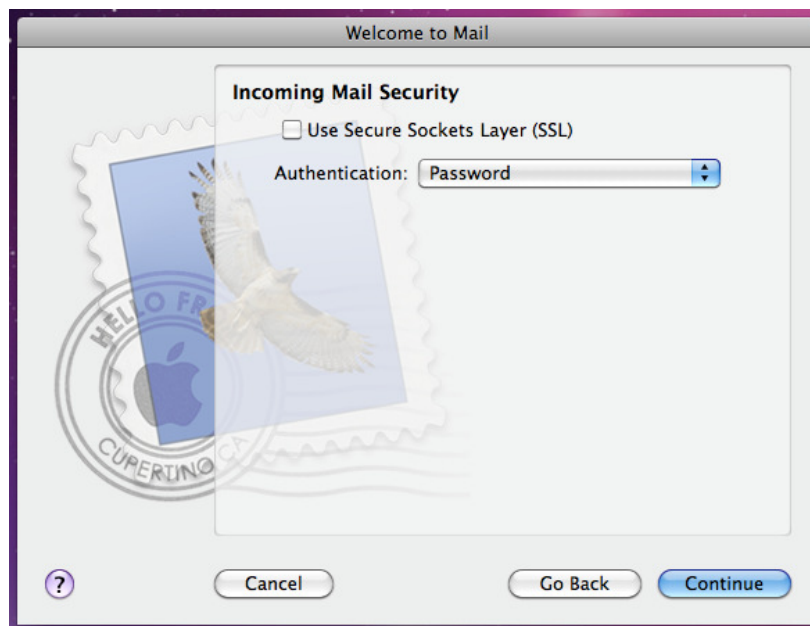 Welcome to Mail
Incoming Mail Security
Use Secure Sockets Layer (SSL)
Authentication: Password
HELLO FR
CUPERTINO CA
? Cancel Go Back Continue